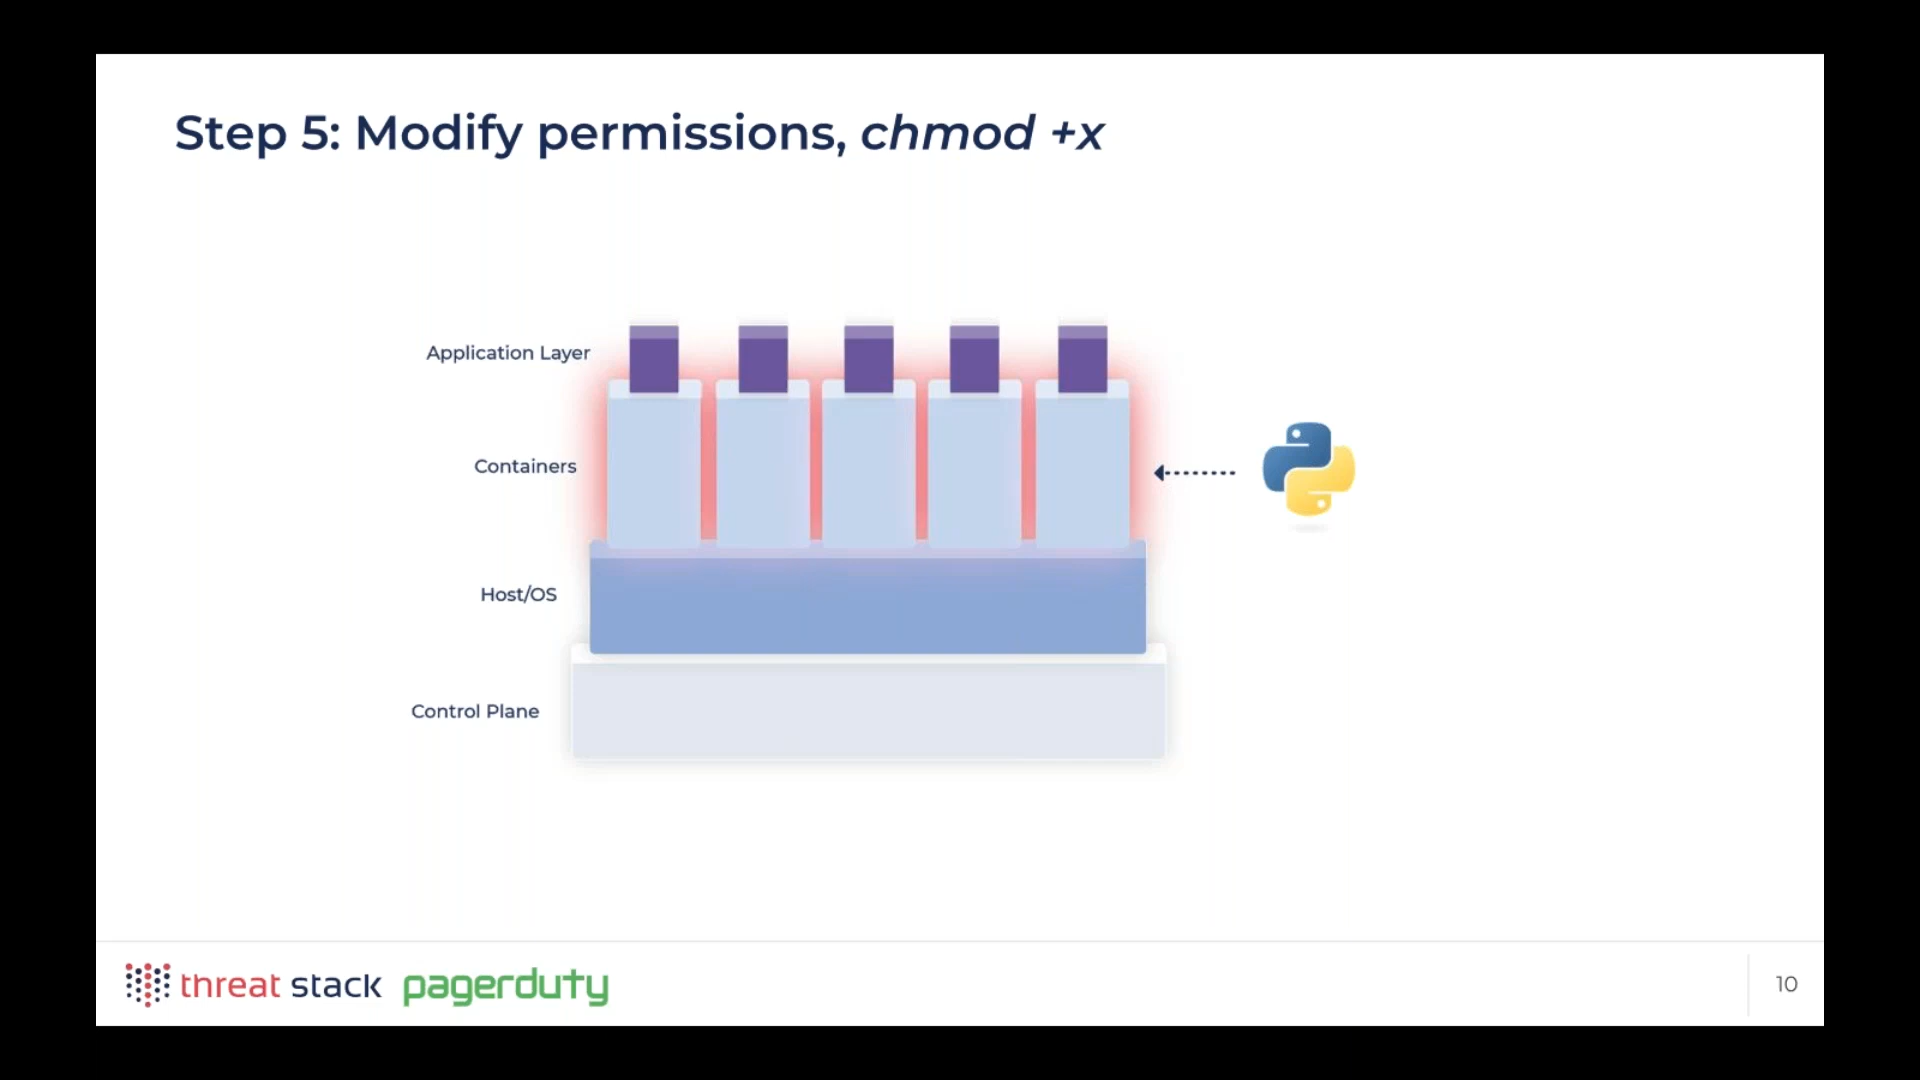 Step 5: Modify permissions, chmod +x
Application Layer
Containers
Host/OS
Control Plane
threat stack pagerduty
10